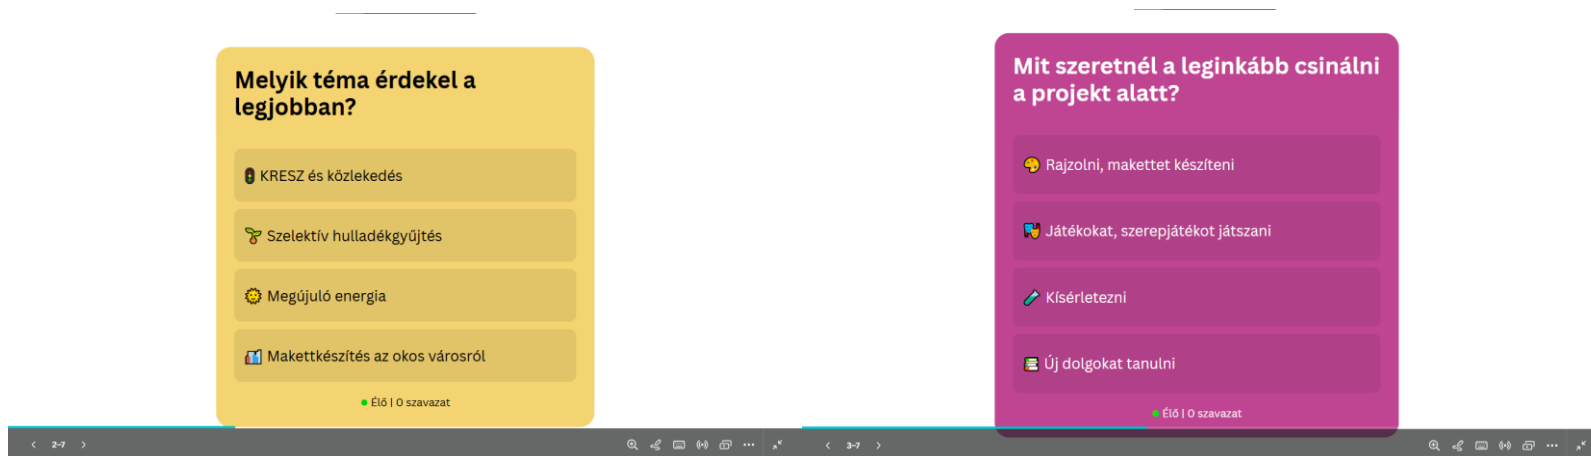 Melyik téma érdekel a
legjobban?
KRESZ és közlekedés
Szelektív hulladékgyűjtés
Megújuló energia
Makettkészítés az okos városról
Élő | 0 szavazat
2-7
Mit szeretnél a leginkább csinálni
a projekt alatt?
Rajzolni, makettet készíteni
Játékokat, szerepjátékot játszani
Kísérletezni
Új dolgokat tanulni
Élő | 0 szavazat
3-7